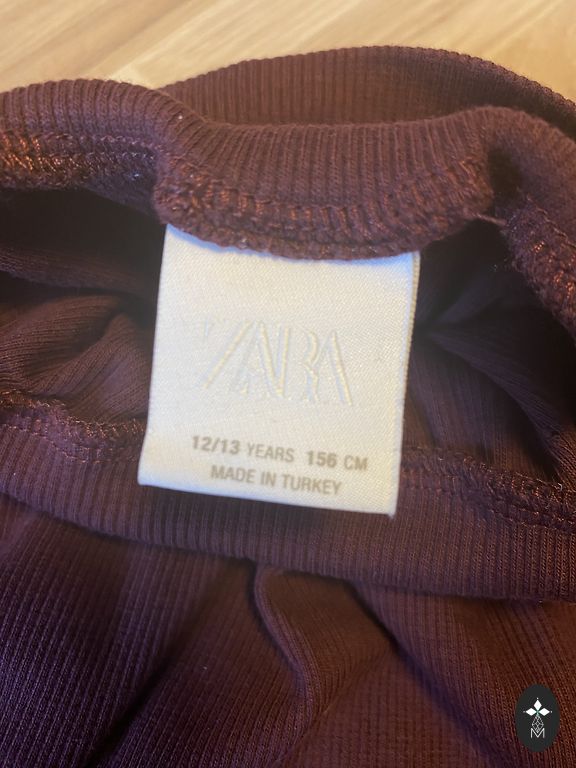 ZARA
12/13 YEARS 156 CM
MADE IN TURKEY
M